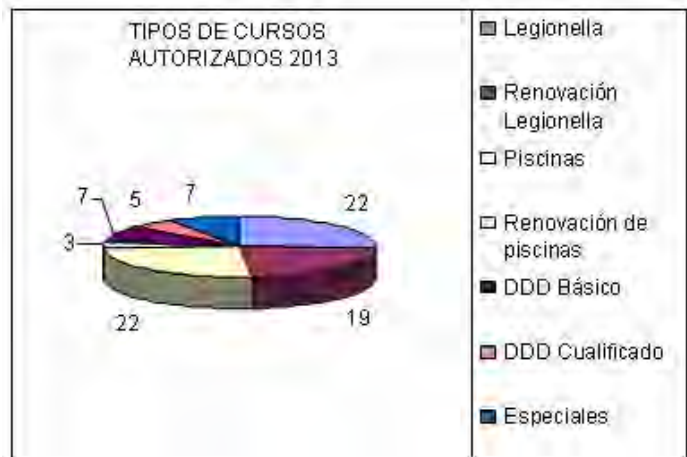 TIPOS DE CURSOS
AUTORIZADOS 2013
7
5
7
22
3
22
19
Legionella
Renovación
Legionella
Piscinas
Renovación de
piscinas
DDD Básico
DDD Cualificado
Especiales